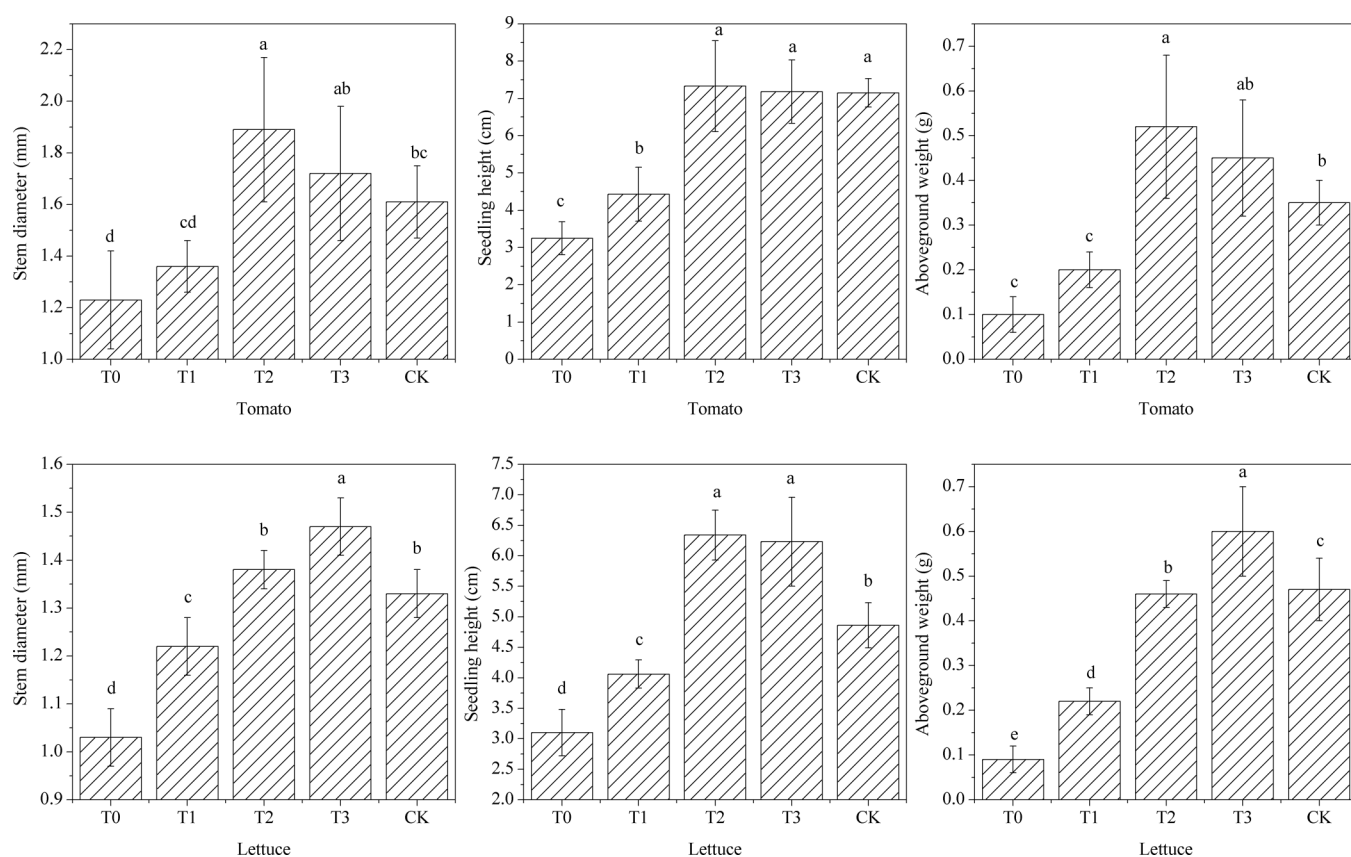 Stem diameter (mm)
2.2
2.0
1.8
1.6
1.4
1.2
1.0
d
cd
a
ab
bc
T0 T1 T2 T3 CK
Tomato
Seedling height (cm)
9
8
7
6
5
4
3
2
1
0
c
b
a
a
a
T0 T1 T2 T3 CK
Tomato
Aboveground weight (g)
0.7
0.6
0.5
0.4
0.3
0.2
0.1
0.0
c
c
a
ab
b
T0 T1 T2 T3 CK
Tomato
Stem diameter (mm)
1.6
1.5
1.4
1.3
1.2
1.1
1.0
0.9
d
c
b
a
b
T0 T1 T2 T3 CK
Lettuce
Seedling height (cm)
7.5
7.0
6.5
6.0
5.5
5.0
4.5
4.0
3.5
3.0
2.5
2.0
d
c
a
a
b
T0 T1 T2 T3 CK
Lettuce
Aboveground weight (g)
0.7
0.6
0.5
0.4
0.3
0.2
0.1
0.0
e
d
b
a
c
T0 T1 T2 T3 CK
Lettuce